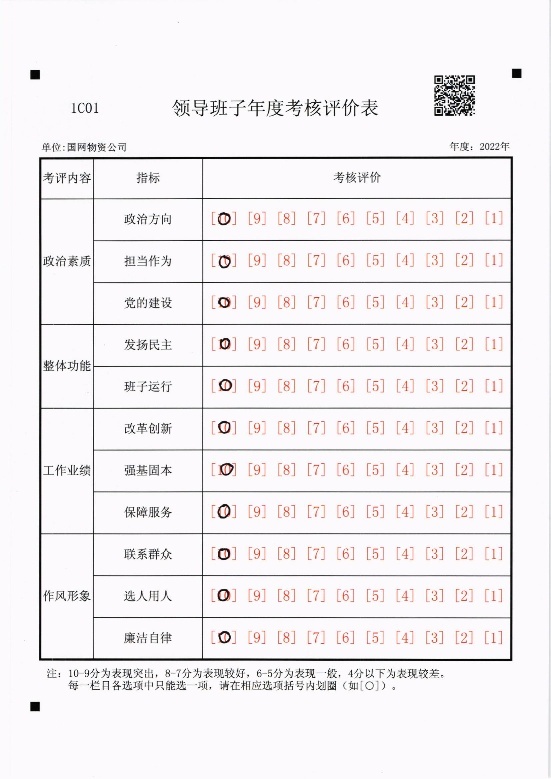 1C01
领导班子年度考核评价表
单位:国网物资公司 年度: 2022年
考评内容 指标 考核评价
政治素质
政治方向 [10] [9] [8] [7] [6] [5] [4] [3] [2] [1]
担当作为 [10] [9] [8] [7] [6] [5] [4] [3] [2] [1]
党的建设 [10] [9] [8] [7] [6] [5] [4] [3] [2] [1]
整体功能
发扬民主 [10] [9] [8] [7] [6] [5] [4] [3] [2] [1]
班子运行 [10] [9] [8] [7] [6] [5] [4] [3] [2] [1]
工作业绩
改革创新 [10] [9] [8] [7] [6] [5] [4] [3] [2] [1]
强基固本 [10] [9] [8] [7] [6] [5] [4] [3] [2] [1]
保障服务 [10] [9] [8] [7] [6] [5] [4] [3] [2] [1]
作风形象
联系群众 [10] [9] [8] [7] [6] [5] [4] [3] [2] [1]
选人用人 [10] [9] [8] [7] [6] [5] [4] [3] [2] [1]
廉洁自律 [10] [9] [8] [7] [6] [5] [4] [3] [2] [1]
注: 10-9分为表现突出, 8-7分为表现较好, 6-5分为表现一般, 4分以下为表现较差。
每一栏目各选项中只能选一项, 请在相应选项括号内划圈 (如[○]) 。